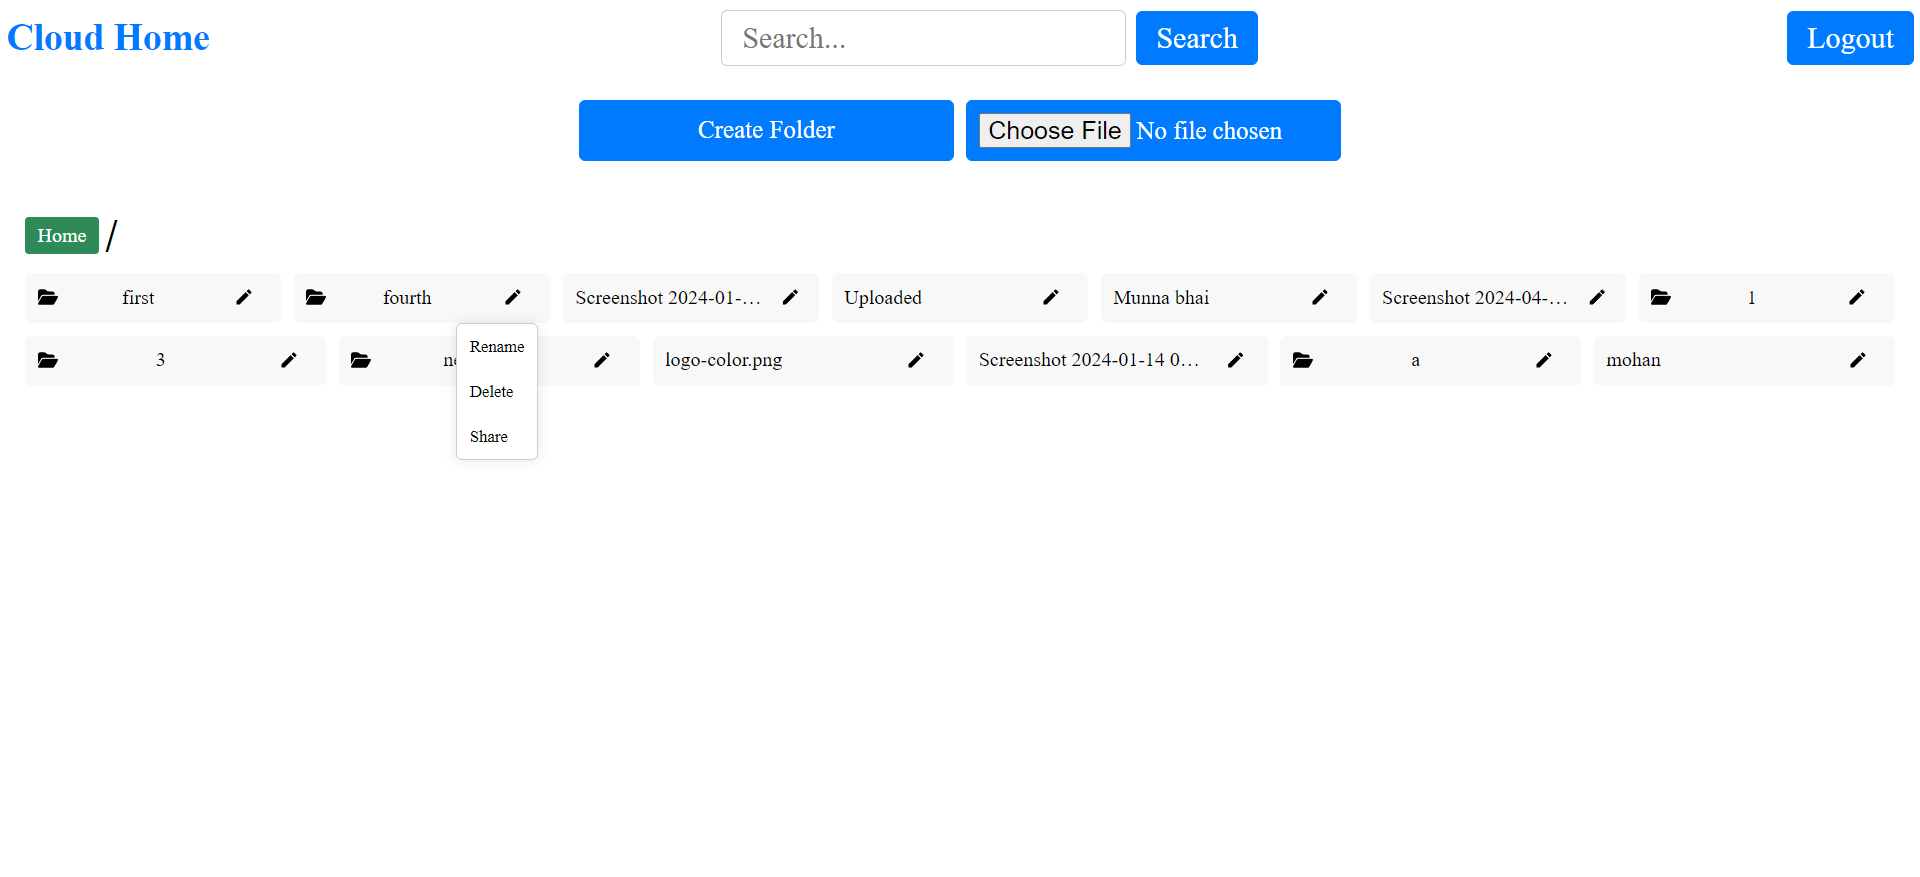 Cloud Home
Search...
Search
Logout
Create Folder
Choose File No file chosen
Home /
first
fourth
Screenshot 2024-01-...
Uploaded
Munna bhai
Screenshot 2024-04-...
1
3
logo-color.png
Screenshot 2024-01-14 0...
a
mohan
Rename
Delete
Share